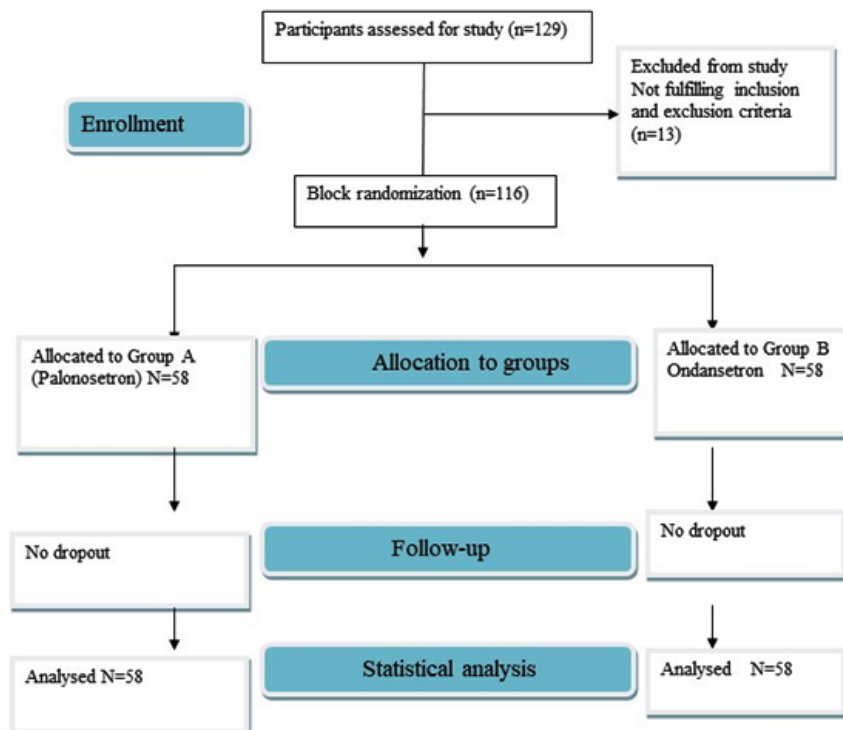 Participants assessed for study (n=129)
Excluded from study
Not fulfilling inclusion
and exclusion criteria
(n=13)
Enrollment
Block randomization (n=116)
Allocated to Group A
(Palonosetron) N=58
Allocation to groups
Allocated to Group B
Ondansetron N=58
No dropout
Follow-up
No dropout
Analysed N=58
Statistical analysis
Analysed N=58